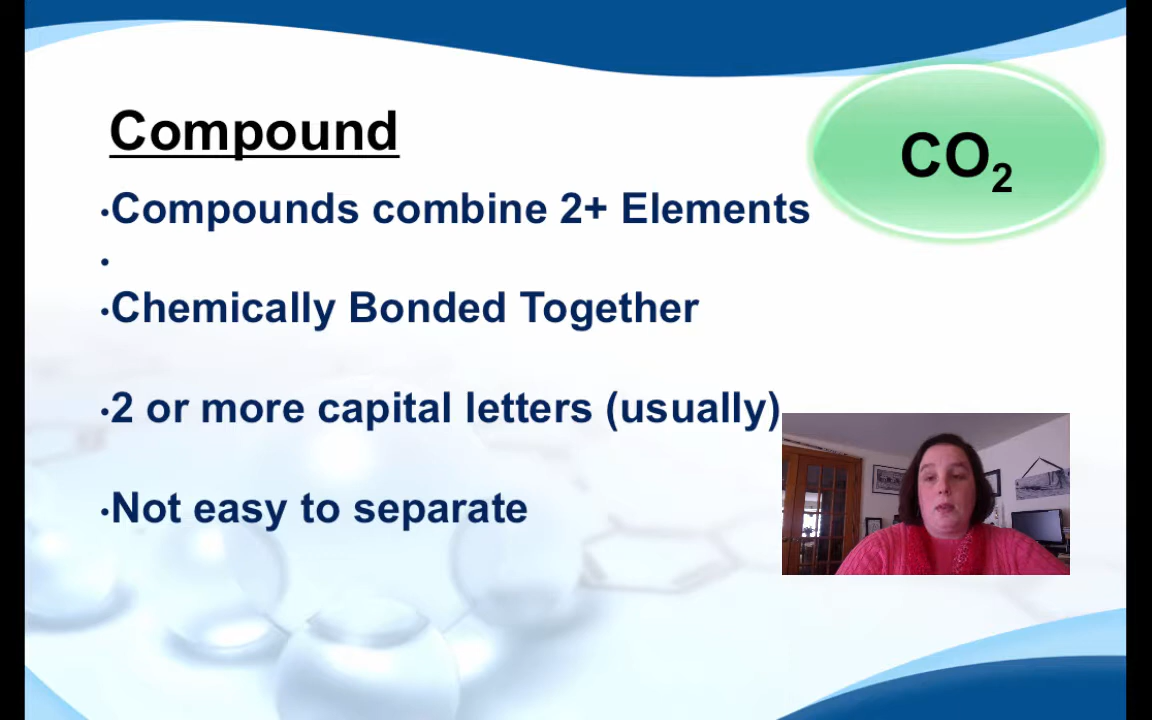 Compound
CO₂
•Compounds combine 2+ Elements
•
•Chemically Bonded Together
•2 or more capital letters (usually)
•Not easy to separate